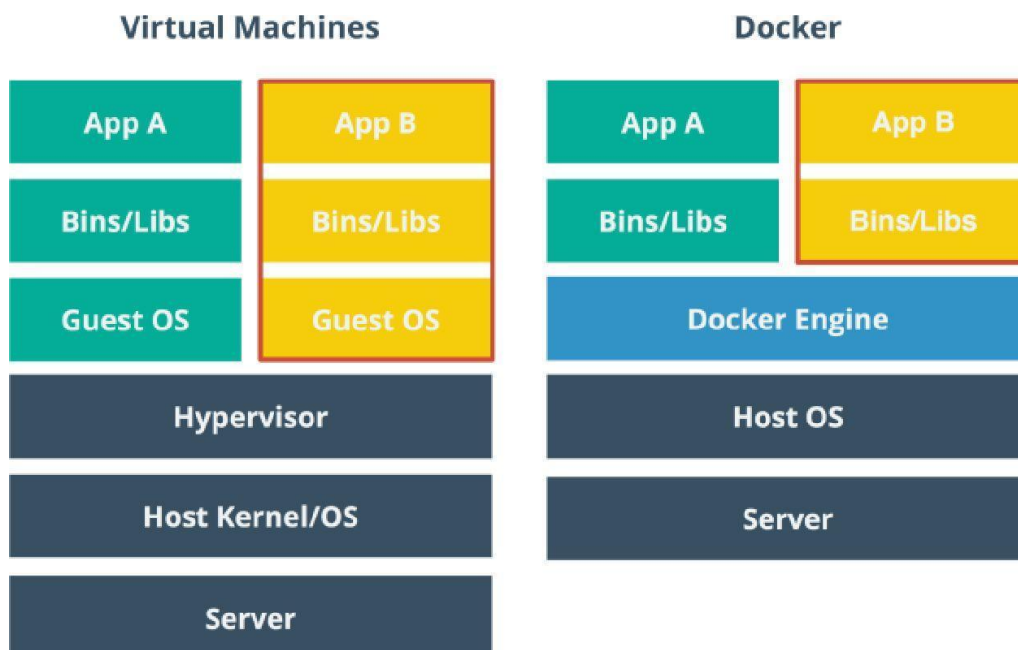 Virtual Machines
App A
App B
Bins/Libs
Bins/Libs
Guest OS
Guest OS
Hypervisor
Host Kernel/OS
Server
Docker
App A
App B
Bins/Libs
Bins/Libs
Docker Engine
Host OS
Server